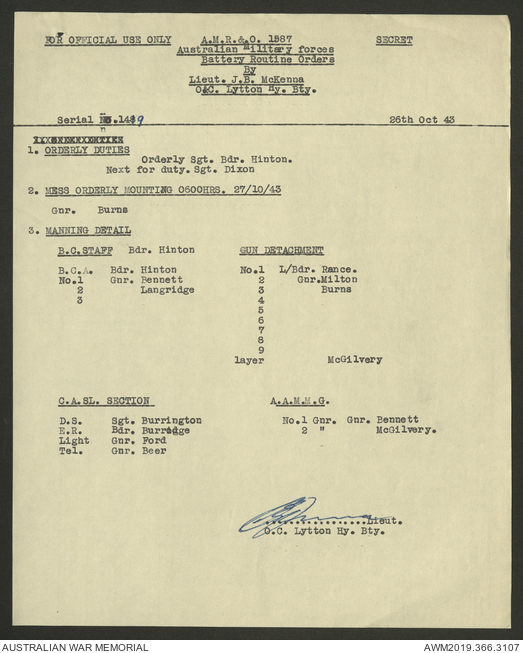 FOR OFFICIAL USE ONLY A.M.R.&.O. 1587 SECRET
Australian Military forces
Battery Routine Orders
By
Lieut. J.B. McKenna
O.C. Lytton Hy. Bty.
Serial No.149 26th Oct 43
1. ORDERLY DUTIES
Orderly Sgt. Bdr. Hinton.
Next for duty. Sgt. Dixon
2. MESS ORDERLY MOUNTING 0600HRS. 27/10/43
Gnr. Burns
3. MANNING DETAIL
B.C.STAFF Bdr. Hinton GUN DETACHMENT
B.C.A. Bdr. Hinton No.1 L/Bdr. Rance.
No.1 Gnr. Bennett 2 Gnr.Milton
2 Langridge 3 Burns
3 4
5
6
7
8
9
layer McGilvery
C.A.SL. SECTION A.A.M.M.G.
D.S. Sgt. Burrington No.1 Gnr. Gnr. Bennett
E.R. Bdr. Burridge 2 " McGilvery.
Light Gnr. Ford
Tel. Gnr. Beer
..................Lieut.
O.C. Lytton Hy. Bty.
AUSTRALIAN WAR MEMORIAL AWM2019.366.3107